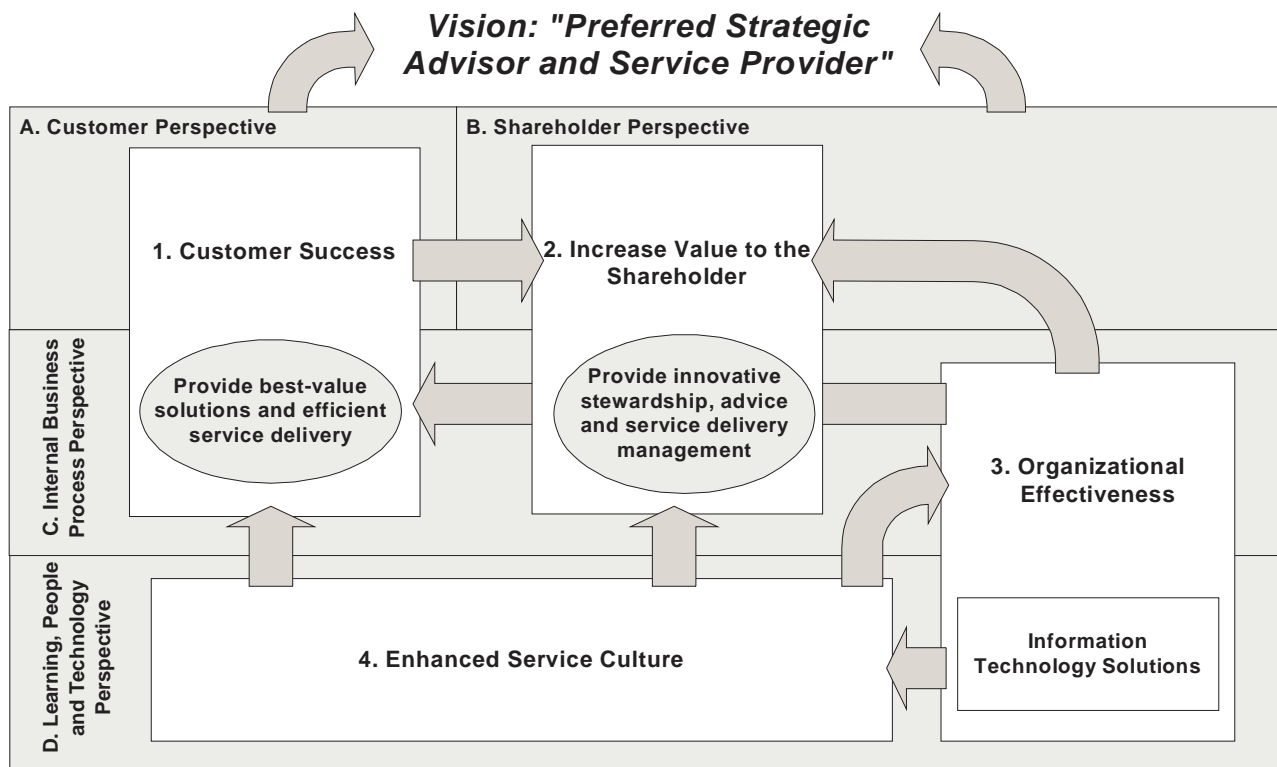 Vision: "Preferred Strategic
Advisor and Service Provider"
A. Customer Perspective
B. Shareholder Perspective
1. Customer Success
2. Increase Value to the
Shareholder
C. Internal Business
Process Perspective
Provide best-value
solutions and efficient
service delivery
Provide innovative
stewardship, advice
and service delivery
management
3. Organizational
Effectiveness
D. Learning, People
and Technology
Perspective
4. Enhanced Service Culture
Information
Technology Solutions